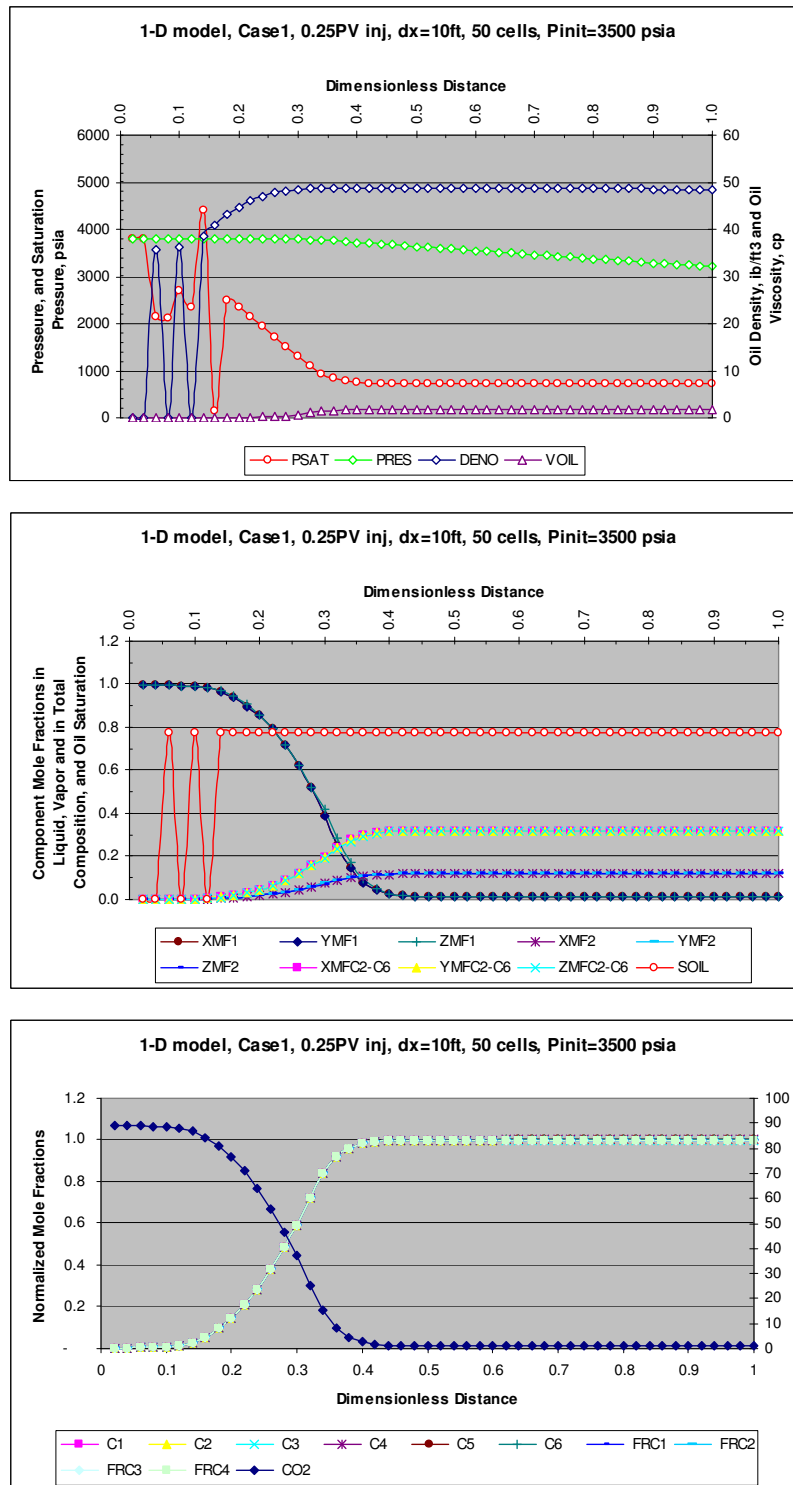 1-D model, Case1, 0.25PV inj, dx=10ft, 50 cells, Pinit=3500 psia
Dimensionless Distance
0.0 0.1 0.2 0.3 0.4 0.5 0.6 0.7 0.8 0.9 1.0
Presseure, and Saturation
Pressure, psia
6000
5000
4000
3000
2000
1000
0
60
50
40
30
20
10
0
Oil Density, lb/ft3 and Oil
Viscosity, cp
PSAT PRES DENO VOIL
1-D model, Case1, 0.25PV inj, dx=10ft, 50 cells, Pinit=3500 psia
Dimensionless Distance
0.0 0.1 0.2 0.3 0.4 0.5 0.6 0.7 0.8 0.9 1.0
Component Mole Fractions in
Liquid, Vapor and in Total
Composition, and Oil Saturation
1.2
1.0
0.8
0.6
0.4
0.2
0.0
XMF1 YMF1 ZMF1 XMF2 YMF2
ZMF2 XMFC2-C6 YMFC2-C6 ZMFC2-C6 SOIL
1-D model, Case1, 0.25PV inj, dx=10ft, 50 cells, Pinit=3500 psia
Normalized Mole Fractions
1.2
1.0
0.8
0.6
0.4
0.2
-
100
90
80
70
60
50
40
30
20
10
0
0 0.1 0.2 0.3 0.4 0.5 0.6 0.7 0.8 0.9 1
Dimensionless Distance
C1 C2 C3 C4 C5 C6 FRC1 FRC2
FRC3 FRC4 CO2